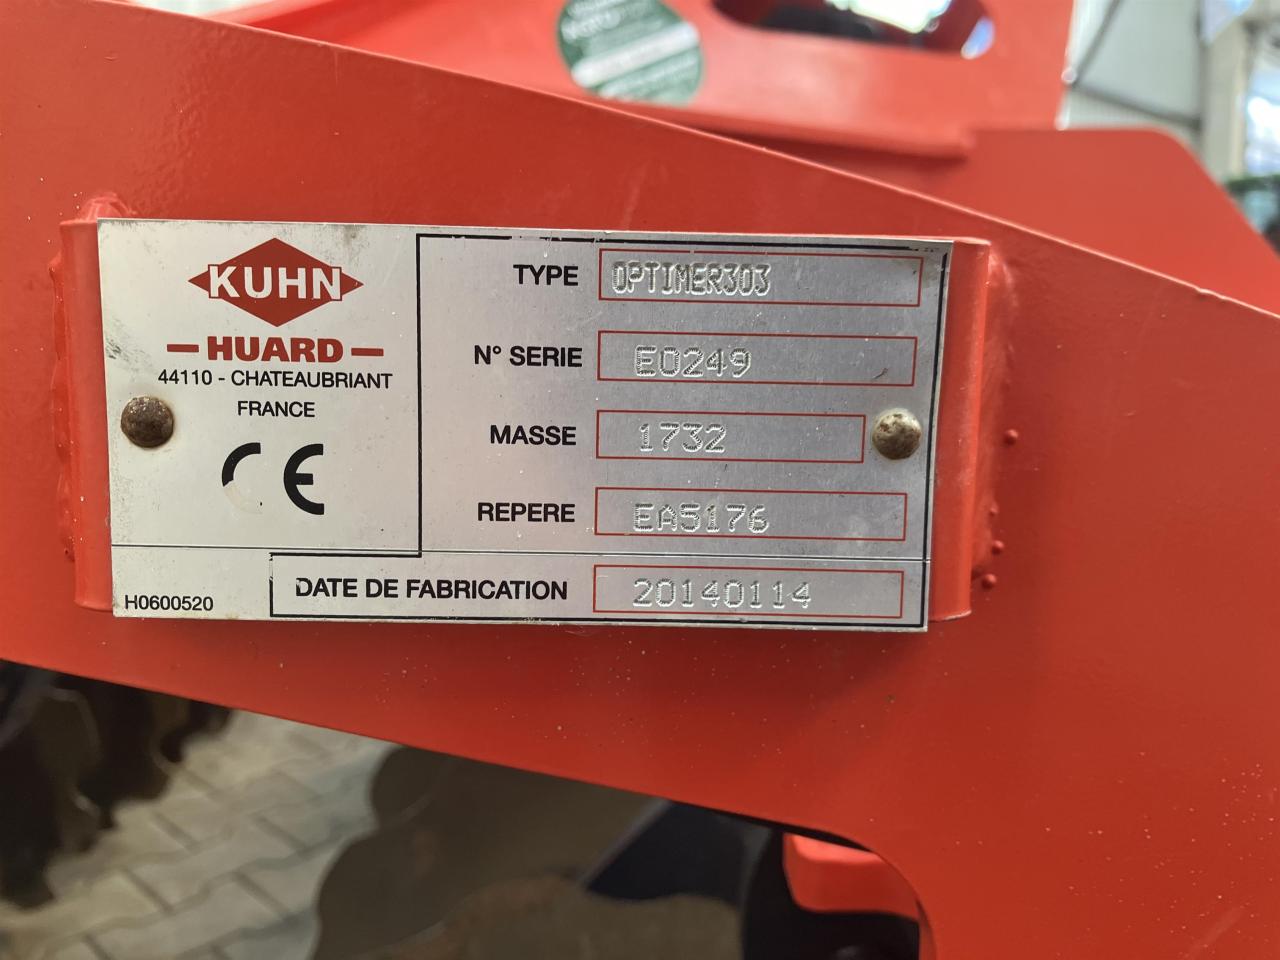 KUHN
HUARD
44110 - CHATEAUBRIANT
FRANCE
CE
H0600520
TYPE OPTIMER303
N° SERIE E0249
MASSE 1732
REPERE EA5176
DATE DE FABRICATION 20140114